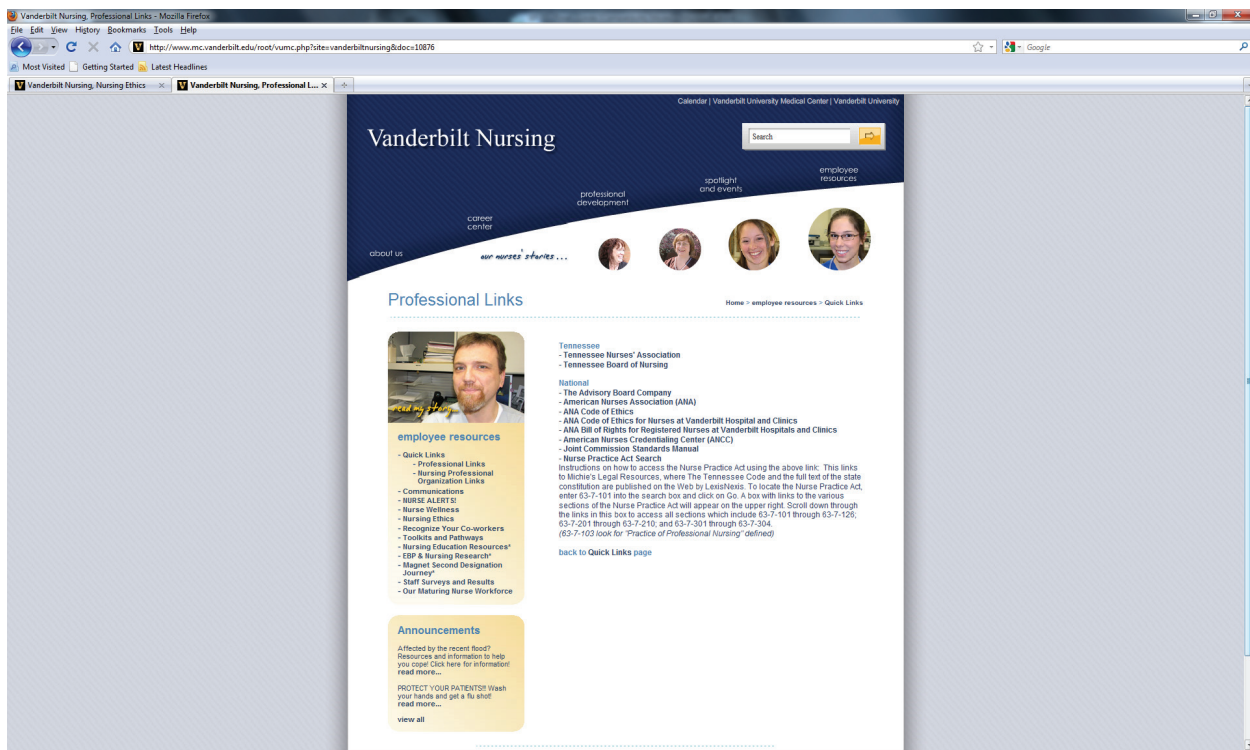 Vanderbilt Nursing, Professional Links - Mozilla Firefox
File Edit View History Bookmarks Tools Help
http://www.mc.vanderbilt.edu/root/vumc.php?site=vanderbiltnursing&doc=10876
Google
Most Visited Getting Started Latest Headlines
Vanderbilt Nursing, Nursing Ethics
Vanderbilt Nursing, Professional L...
Calendar | Vanderbilt University Medical Center | Vanderbilt University
Vanderbilt Nursing
Search
employee
resources
spotlight
and events
professional
development
career
center
about us
our nurses' stories ...
Professional Links
Home > employee resources > Quick Links
read my story...
employee resources
- Quick Links
- Professional Links
- Nursing Professional
Organization Links
- Communications
- NURSE ALERTS!
- Nurse Wellness
- Nursing Ethics
- Recognize Your Co-workers
- Toolkits and Pathways
- Nursing Education Resources*
- EBP & Nursing Research*
- Magnet Second Designation
Journey*
- Staff Surveys and Results
- Our Maturing Nurse Workforce
Announcements
Affected by the recent flood?
Resources and information to help
you cope! Click here for information!
read more...
PROTECT YOUR PATIENTS!! Wash
your hands and get a flu shot!
read more...
view all
Tennessee
- Tennessee Nurses' Association
- Tennessee Board of Nursing
National
- The Advisory Board Company
- American Nurses Association (ANA)
- ANA Code of Ethics
- ANA Code of Ethics for Nurses at Vanderbilt Hospital and Clinics
- ANA Bill of Rights for Registered Nurses at Vanderbilt Hospitals and Clinics
- American Nurses Credentialing Center (ANCC)
- Joint Commission Standards Manual
- Nurse Practice Act Search
Instructions on how to access the Nurse Practice Act using the above link: This links
to Michie's Legal Resources, where The Tennessee Code and the full text of the state
constitution are published on the Web by LexisNexis. To locate the Nurse Practice Act,
enter 63-7-101 into the search box and click on Go. A box with links to the various
sections of the Nurse Practice Act will appear on the upper right. Scroll down through
the links in this box to access all sections which include 63-7-101 through 63-7-126;
63-7-201 through 63-7-210; and 63-7-301 through 63-7-304.
(63-7-103 look for "Practice of Professional Nursing" defined)
back to Quick Links page